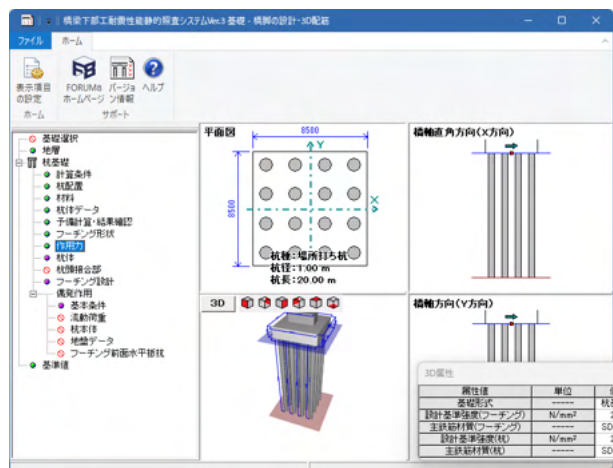 橋梁下部工耐震性能静的照査システムVer.3 基礎 - 橋脚の設計・3D配筋
ファイル ホーム
表示項目の設定
FORUM8ホームページ
バージョン情報
ヘルプ
ホーム
サポート
基礎選択
地層
杭基礎
計算条件
杭配置
材料
杭体データ
予備計算・結果確認
フーチング形状
作用力
杭体
杭頭接合部
フーチング設計
偶発作用
基本条件
流動荷重
杭本体
地盤データ
フーチング前面水平抵抗
基準値
平面図
8500
Y
8500
X
杭種:場所打ち杭
杭径:1.00 m
杭長:20.00 m
橋軸直角方向(X方向)
3D
橋軸方向(Y方向)
3D属性
属性値 単位
基礎形式 -----
設計基準強度(フーチング) N/mm²
主鉄筋材質(フーチング) ----- SD
設計基準強度(杭) N/mm²
主鉄筋材質(杭) ----- SD